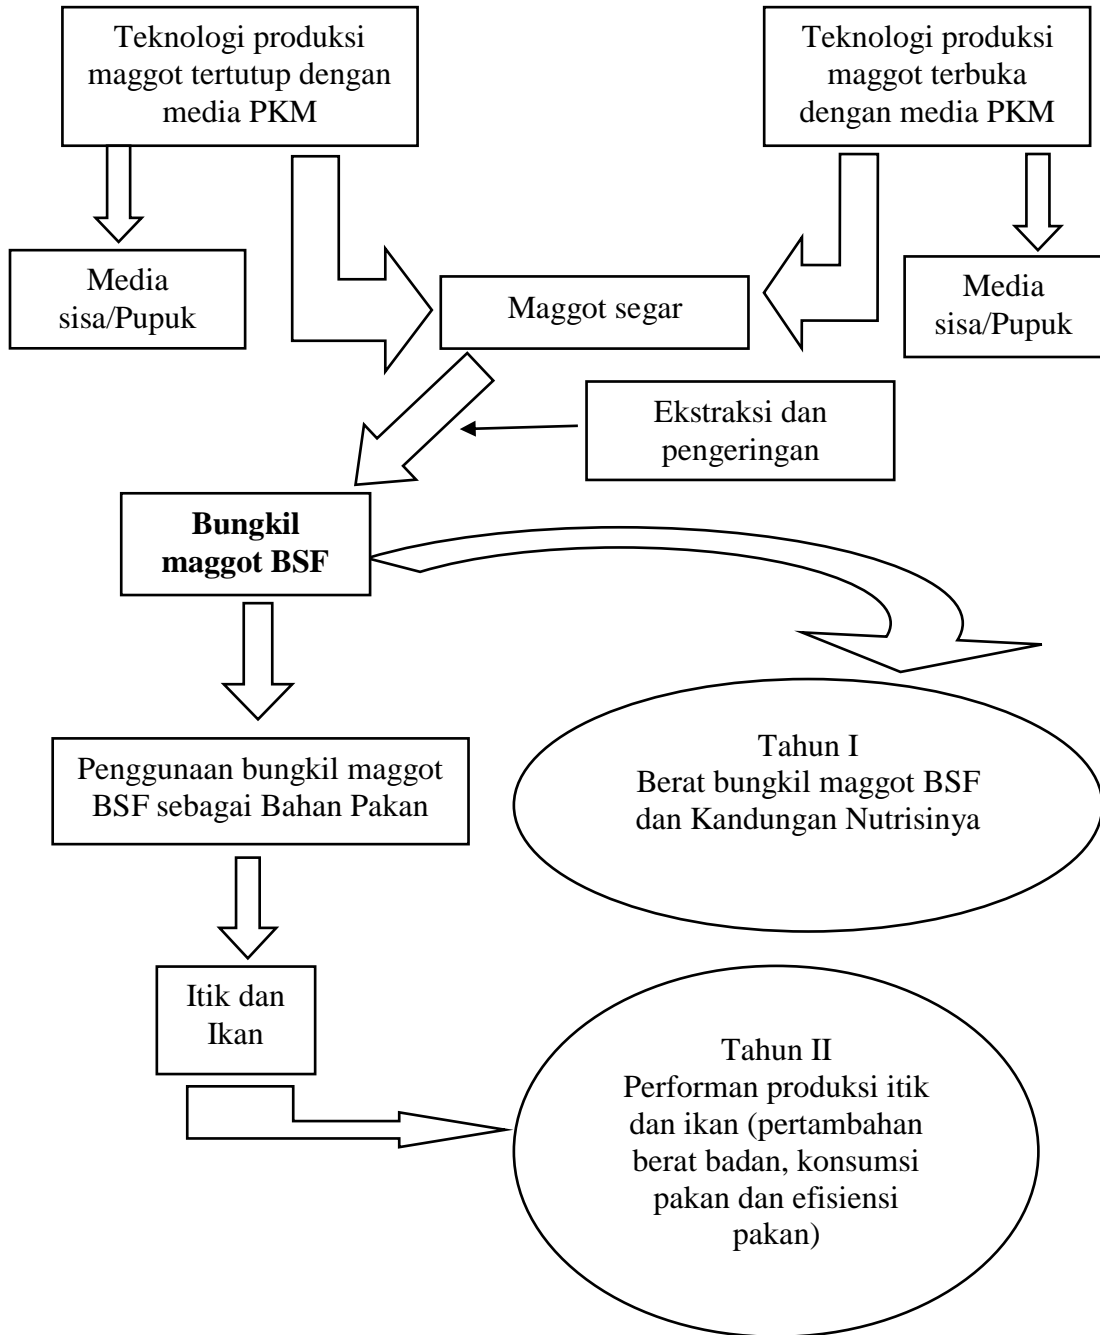 Teknologi produksi
maggot tertutup dengan
media PKM
Teknologi produksi
maggot terbuka
dengan media PKM
Media
sisa/Pupuk
Maggot segar
Media
sisa/Pupuk
Ekstraksi dan
pengeringan
Bungkil
maggot BSF
Penggunaan bungkil maggot
BSF sebagai Bahan Pakan
Tahun I
Berat bungkil maggot BSF
dan Kandungan Nutrisinya
Itik dan
Ikan
Tahun II
Performan produksi itik
dan ikan (pertambahan
berat badan, konsumsi
pakan dan efisiensi
pakan)